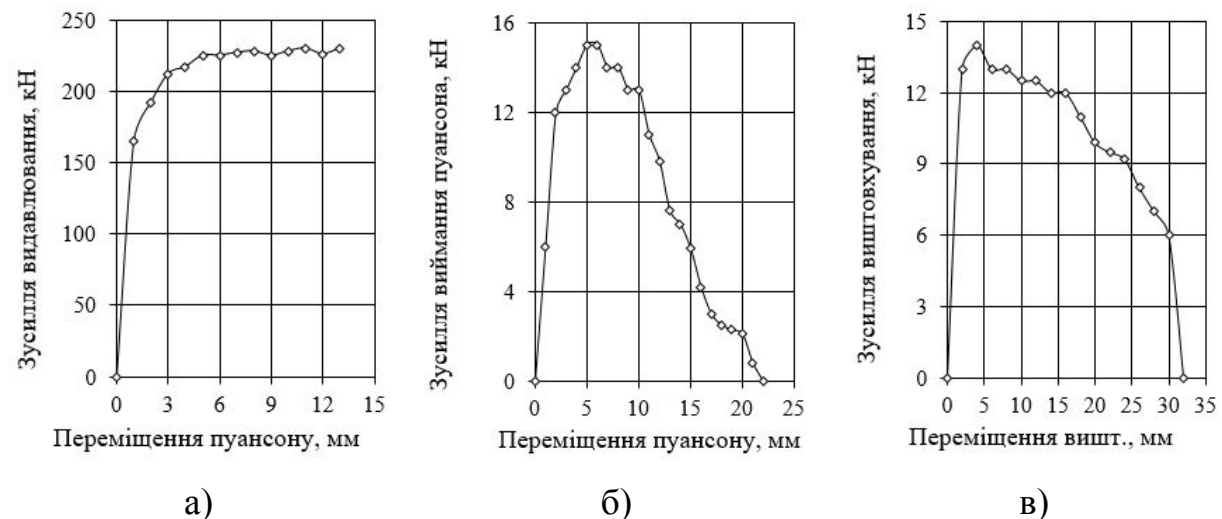 Зусилля видавлювання, кН
250
200
150
100
50
0
0 3 6 9 12 15
Переміщення пуансону, мм
а)
Зусилля виймання пуансона, кН
16
12
8
4
0
0 5 10 15 20 25
Переміщення пуансону, мм
б)
Зусилля виштовхування, кН
15
12
9
6
3
0
0 5 10 15 20 25 30 35
Переміщення вишт., мм
в)